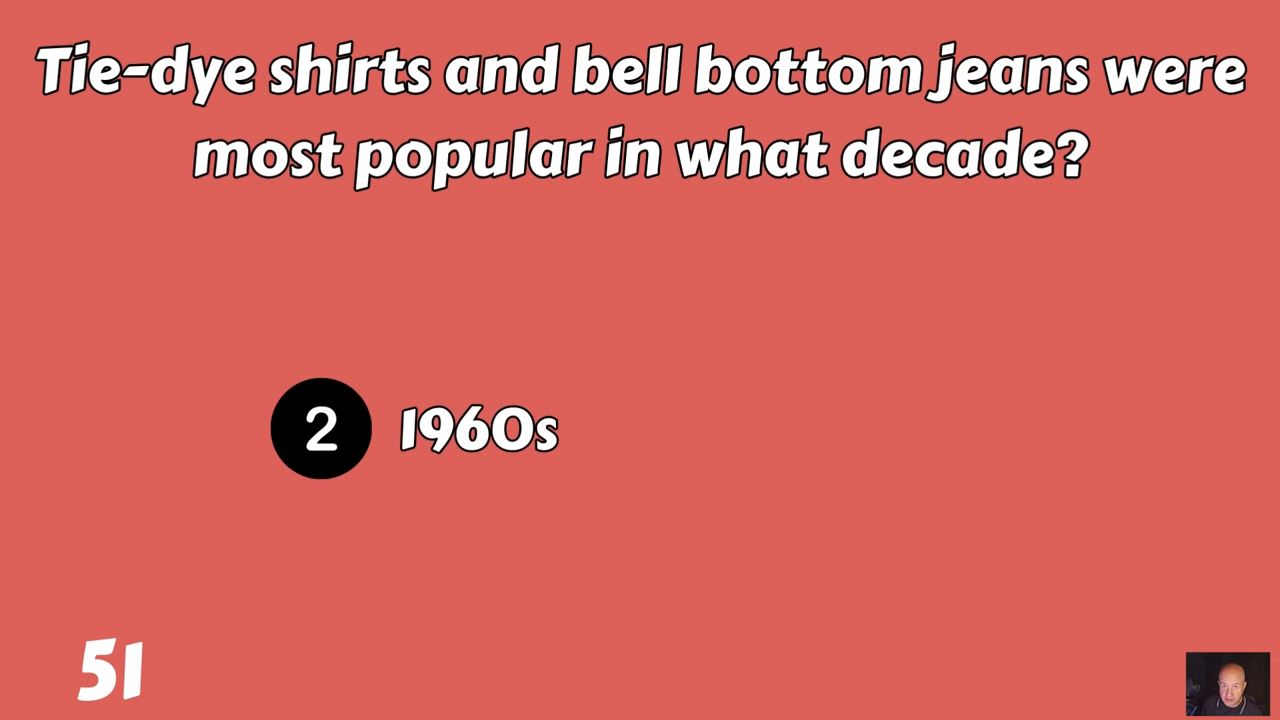 Tie-dye shirts and bell bottom jeans were
most popular in what decade?
2 1960s
51